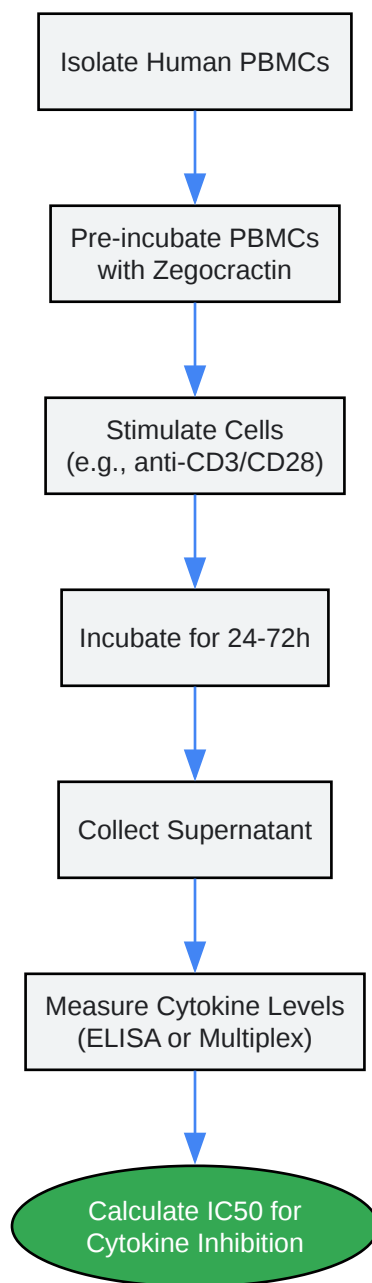 Isolate Human PBMCs
Pre-incubate PBMCs
with Zegocractin
Stimulate Cells
(e.g., anti-CD3/CD28)
Incubate for 24-72h
Collect Supernatant
Measure Cytokine Levels
(ELISA or Multiplex)
Calculate IC50 for
Cytokine Inhibition